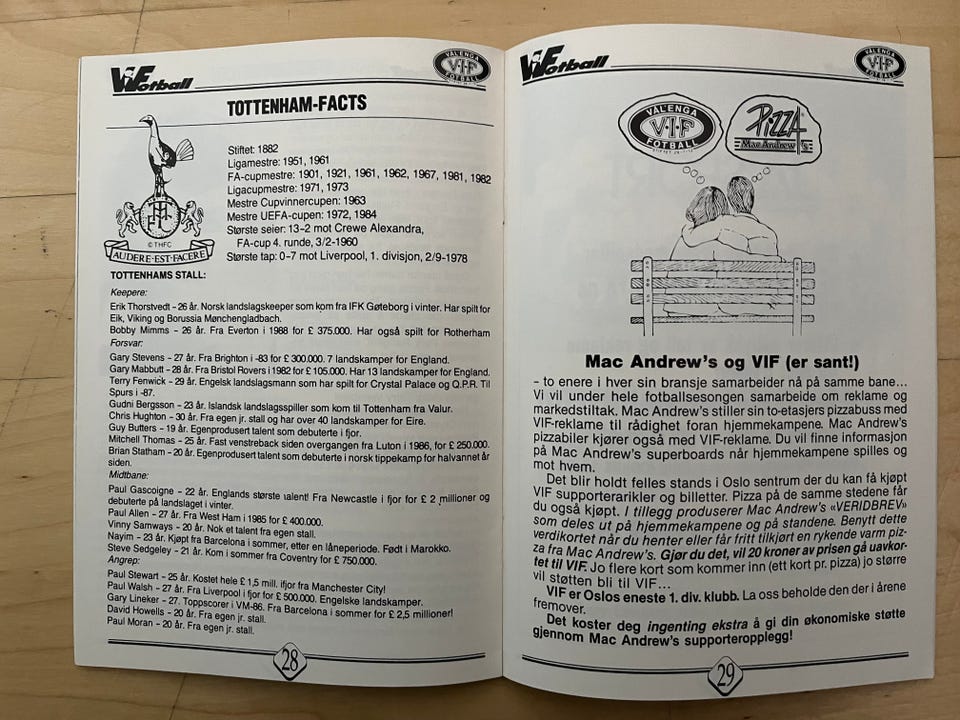 ViFotball
VÅLENGA
V·I·F
FOTBALL
TOTTENHAM-FACTS
Stiftet: 1882
Ligamestre: 1951, 1961
FA-cupmestre: 1901, 1921, 1961, 1962, 1967, 1981, 1982
Ligacupmestre: 1971, 1973
Mestre Cupvinnercupen: 1963
Mestre UEFA-cupen: 1972, 1984
Største seier: 13–2 mot Crewe Alexandra,
FA-cup 4. runde, 3/2-1960
Største tap: 0–7 mot Liverpool, 1. divisjon, 2/9-1978
THFC
© THFC
AUDERE·EST·FACERE
TOTTENHAMS STALL:
Keepere:
Erik Thorstvedt – 26 år. Norsk landslagskeeper som kom fra IFK Gøteborg i vinter. Har spilt for
Eik, Viking og Borussia Mønchengladbach.
Bobby Mimms – 26 år. Fra Everton i 1988 for £ 375.000. Har også spilt for Rotherham
Forsvar:
Gary Stevens – 27 år. Fra Brighton i -83 for £ 300.000. 7 landskamper for England.
Gary Mabbutt – 28 år. Fra Bristol Rovers i 1982 for £ 105.000. Har 13 landskamper for England.
Terry Fenwick – 29 år. Engelsk landslagsmann som har spilt for Crystal Palace og Q.P.R. Til
Spurs i -87.
Gudni Bergsson – 23 år. Islandsk landslagsspiller som kom til Tottenham fra Valur.
Chris Hughton – 30 år. Fra egen jr. stall og har over 40 landskamper for Eire.
Guy Butters – 19 år. Egenprodusert talent som debuterte i fjor.
Mitchell Thomas – 25 år. Fast venstreback siden overgangen fra Luton i 1986, for £ 250.000.
Brian Statham – 20 år. Egenprodusert talent som debuterte i norsk tippekamp for halvannet år
siden.
Midtbane:
Paul Gascoigne – 22 år. Englands største talent! Fra Newcastle i fjor for £ 2 millioner og
debuterte på landslaget i vinter.
Paul Allen – 27 år. Fra West Ham i 1985 for £ 400.000.
Vinny Samways – 20 år. Nok et talent fra egen stall.
Nayim – 23 år. Kjøpt fra Barcelona i sommer, etter en låneperiode. Født i Marokko.
Steve Sedgeley – 21 år. Kom i sommer fra Coventry for £ 750.000.
Angrep:
Paul Stewart – 25 år. Kostet hele £ 1,5 mill. ifjor fra Manchester City!
Paul Walsh – 27 år. Fra Liverpool i fjor for £ 500.000. Engelske landskamper.
Gary Lineker – 27. Toppscorer i VM-86. Fra Barcelona i sommer for £ 2,5 millioner!
David Howells – 20 år. Fra egen jr. stall.
Paul Moran – 20 år. Fra egen jr. stall.
28
ViFotball
VÅLENGA
V·I·F
FOTBALL
VÅLENGA
V·I·F
FOTBALL
PIZZA
Mac Andrew's
Mac Andrew's og VIF (er sant!)
– to enere i hver sin bransje samarbeider nå på samme bane...
Vi vil under hele fotballsesongen samarbeide om reklame og
markedstiltak. Mac Andrew's stiller sin to-etasjers pizzabuss med
VIF-reklame til rådighet foran hjemmekampene. Mac Andrew's
pizzabiler kjører også med VIF-reklame. Du vil finne informasjon
på Mac Andrew's superboards når hjemmekampene spilles og
mot hvem.
Det blir holdt felles stands i Oslo sentrum der du kan få kjøpt
VIF supporterarikler og billetter. Pizza på de samme stedene får
du også kjøpt. I tillegg produserer Mac Andrew's «VERIDBREV»
som deles ut på hjemmekampene og på standene. Benytt dette
verdikortet når du henter eller får fritt tilkjørt en rykende varm piz-
za fra Mac Andrew's. Gjør du det, vil 20 kroner av prisen gå uavkor-
tet til VIF. Jo flere kort som kommer inn (ett kort pr. pizza) jo større
vil støtten bli til VIF...
VIF er Oslos eneste 1. div. klubb. La oss beholde den der i årene
fremover.
Det koster deg ingenting ekstra å gi din økonomiske støtte
gjennom Mac Andrew's supporteropplegg!
29